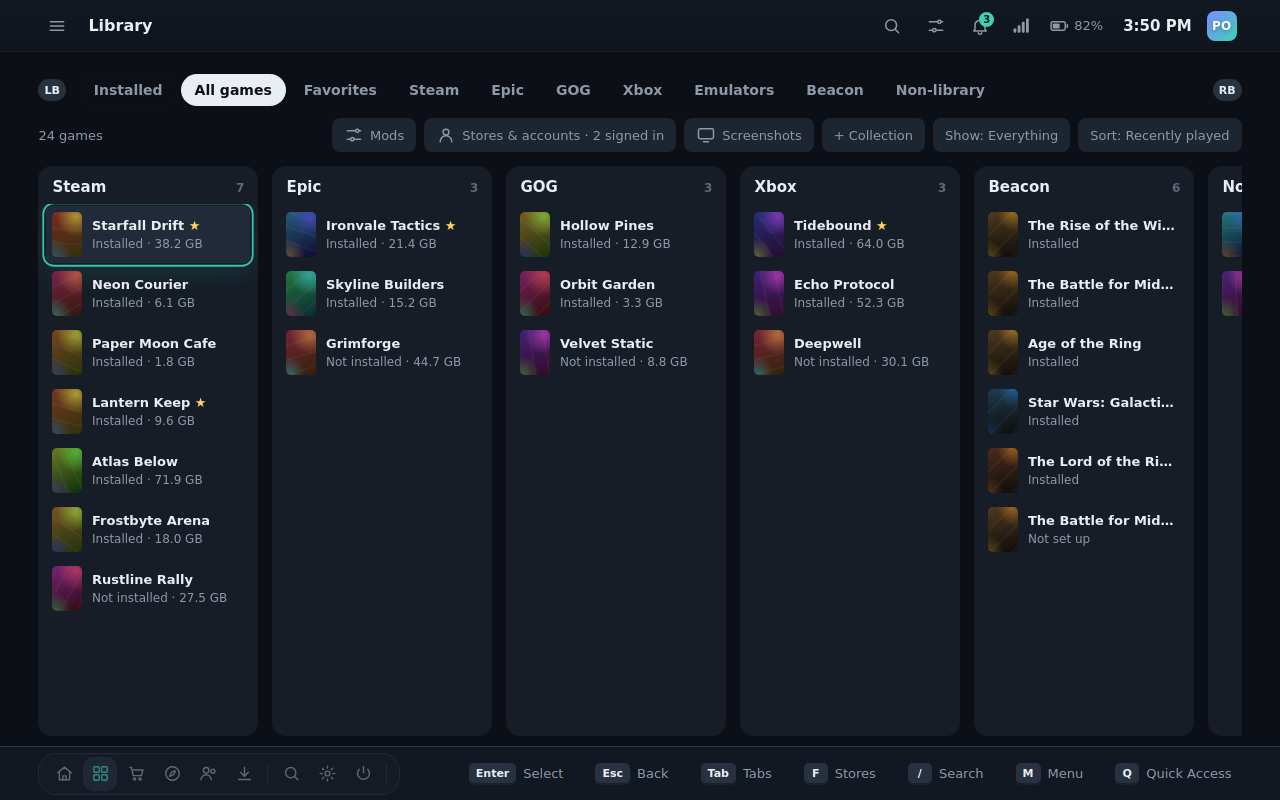 Library
3
82%
3:50 PM
PO
LB
Installed
All games
Favorites
Steam
Epic
GOG
Xbox
Emulators
Beacon
Non-library
RB
24 games
Mods
Stores & accounts · 2 signed in
Screenshots
+ Collection
Show: Everything
Sort: Recently played
Steam 7
Starfall Drift ★
Installed · 38.2 GB
Neon Courier
Installed · 6.1 GB
Paper Moon Cafe
Installed · 1.8 GB
Lantern Keep ★
Installed · 9.6 GB
Atlas Below
Installed · 71.9 GB
Frostbyte Arena
Installed · 18.0 GB
Rustline Rally
Not installed · 27.5 GB
Epic 3
Ironvale Tactics ★
Installed · 21.4 GB
Skyline Builders
Installed · 15.2 GB
Grimforge
Not installed · 44.7 GB
GOG 3
Hollow Pines
Installed · 12.9 GB
Orbit Garden
Installed · 3.3 GB
Velvet Static
Not installed · 8.8 GB
Xbox 3
Tidebound ★
Installed · 64.0 GB
Echo Protocol
Installed · 52.3 GB
Deepwell
Not installed · 30.1 GB
Beacon 6
The Rise of the Wi...
Installed
The Battle for Mid...
Installed
Age of the Ring
Installed
Star Wars: Galacti...
Installed
The Lord of the Ri...
Installed
The Battle for Mid...
Not set up
No
Enter Select
Esc Back
Tab Tabs
F Stores
/ Search
M Menu
Q Quick Access